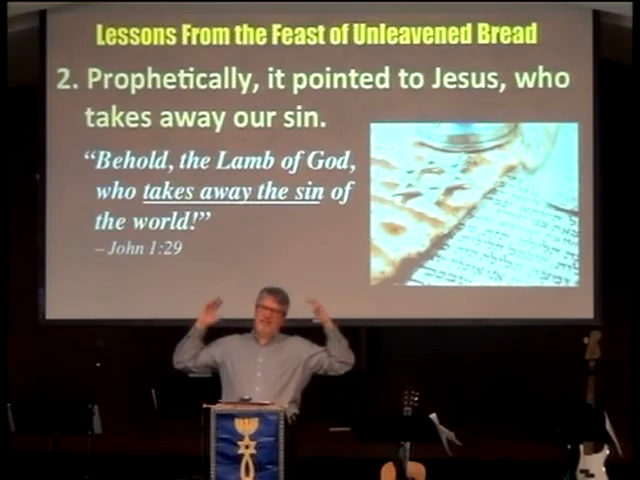 Lessons From the Feast of Unleavened Bread
2. Prophetically, it pointed to Jesus, who
takes away our sin.
“Behold, the Lamb of God,
who takes away the sin of
the world!”
– John 1:29